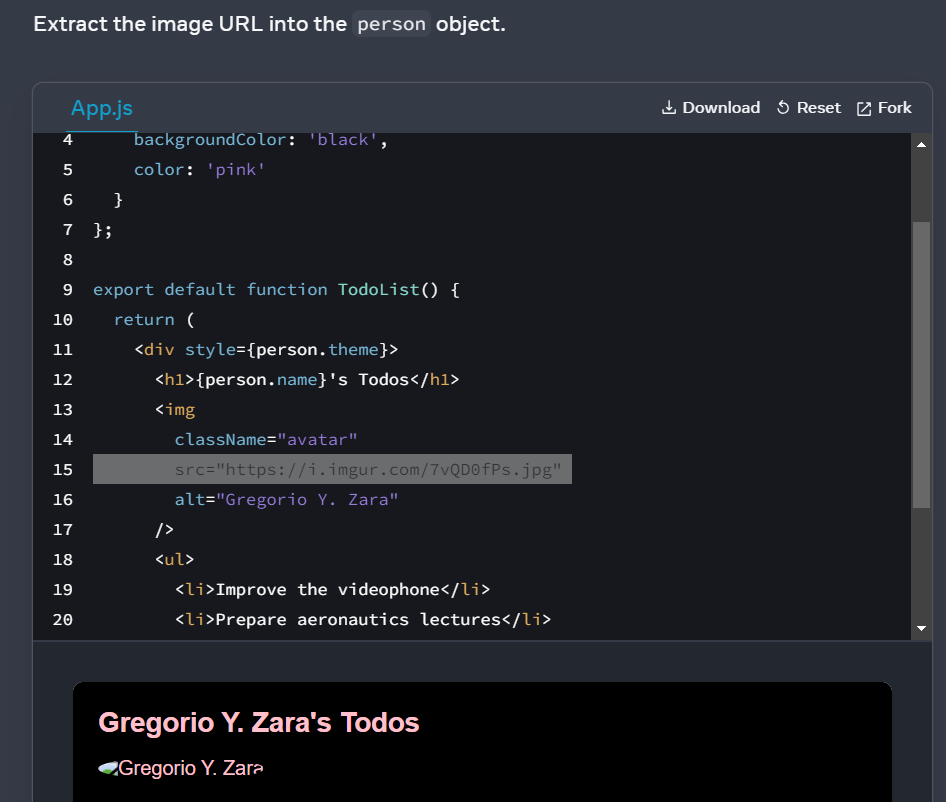 Extract the image URL into the person object.
App.js
Download Reset Fork
4 backgroundColor: 'black',
5 color: 'pink'
6 }
7 };
8
9 export default function TodoList() {
10 return (
11 <div style={person.theme}>
12 <h1>{person.name}'s Todos</h1>
13 <img
14 className="avatar"
15 src="https://i.imgur.com/7vQD0fPs.jpg"
16 alt="Gregorio Y. Zara"
17 />
18 <ul>
19 <li>Improve the videophone</li>
20 <li>Prepare aeronautics lectures</li>
Gregorio Y. Zara's Todos
Gregorio Y. Zara